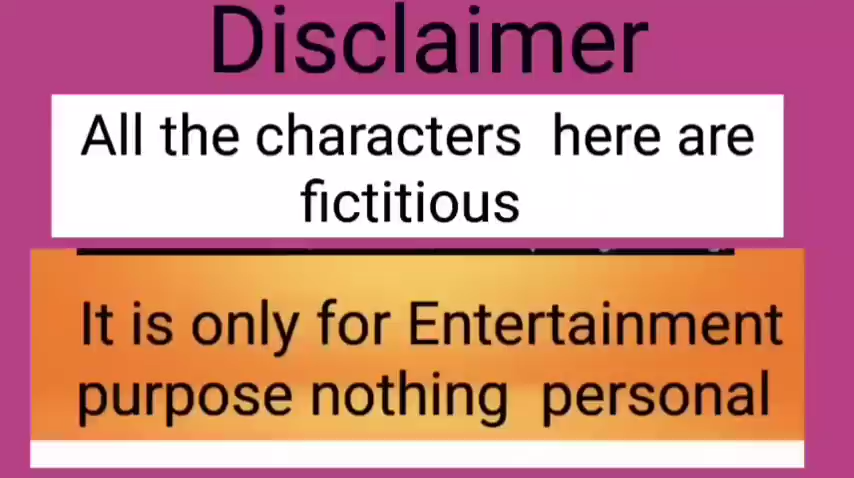 Disclaimer
All the characters here are
fictitious
It is only for Entertainment
purpose nothing personal